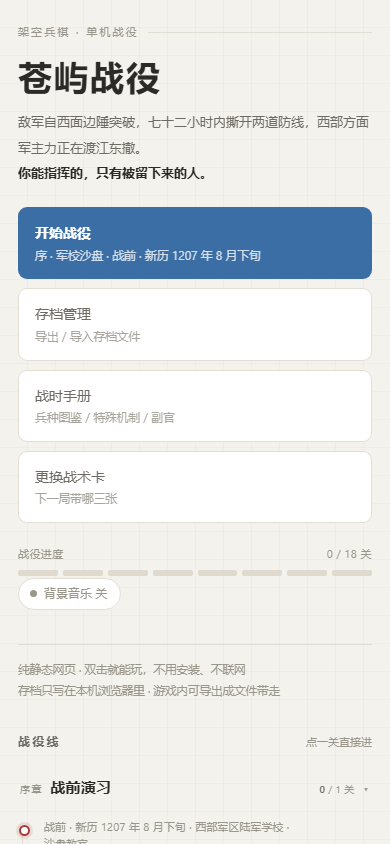 架空兵棋 · 单机战役
苍屿战役
敌军自西面边陲突破，七十二小时内撕开两道防线，西部方面
军主力正在渡江东撤。
你能指挥的，只有被留下来的人。
开始战役
序 · 军校沙盘 · 战前 · 新历 1207 年 8 月下旬
存档管理
导出 / 导入存档文件
战时手册
兵种图鉴 / 特殊机制 / 副官
更换战术卡
下一局带哪三张
战役进度
0 / 18 关
背景音乐 关
纯静态网页 · 双击就能玩，不用安装、不联网
存档只写在本机浏览器里 · 游戏内可导出成文件带走
战役线
点一关直接进
序章 战前演习
0 / 1 关
战前 · 新历 1207 年 8 月下旬 · 西部军区陆军学校 ·
沙盘教室